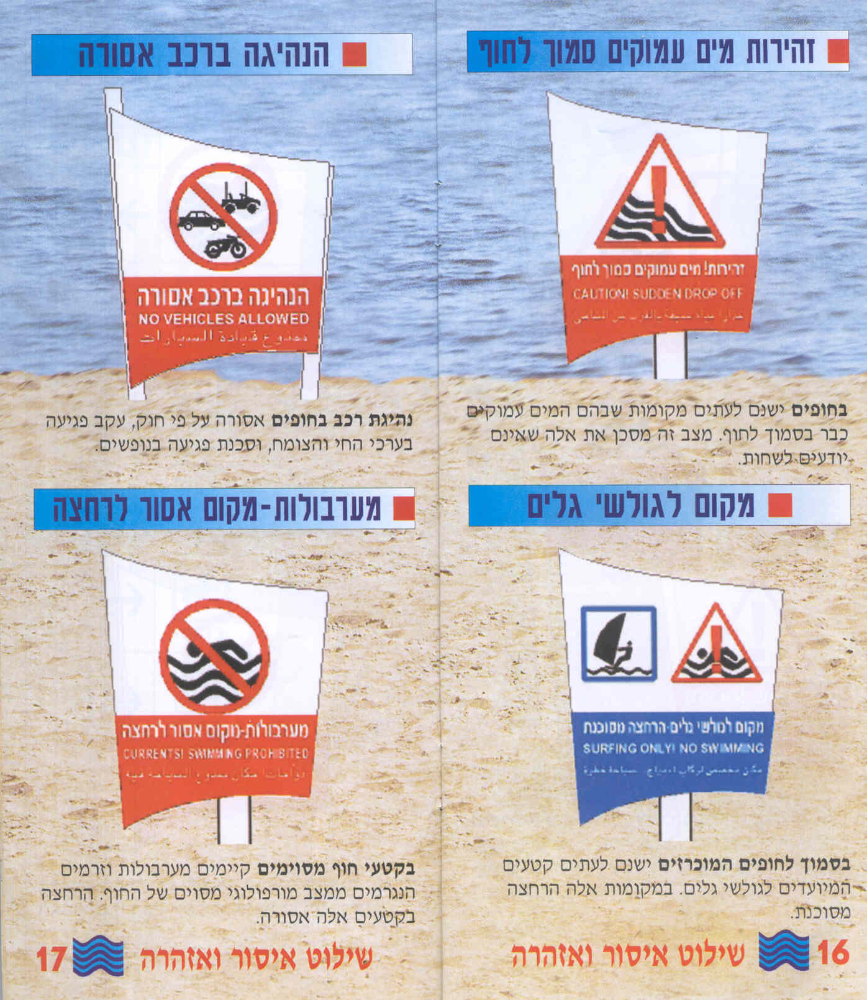 זהירות מים עמוקים סמוך לחוף
זהירות! מים עמוקים סמוך לחוף
CAUTION! SUDDEN DROP OFF
مياه عميقة بالقرب من الشاطئ
בחופים ישנם לעתים מקומות שבהם המים עמוקים
כבר בסמוך לחוף. מצב זה מסכן את אלה שאינם
יודעים לשחות.
מקום לגולשי גלים
מקום לגולשי גלים-הרחצה מסוכנת
SURFING ONLY! NO SWIMMING
مكان مخصص لركاب امواج سباحة خطرة
בסמוך לחופים המוכרזים ישנם לעתים קטעים
המיועדים לגולשי גלים. במקומות אלה הרחצה
מסוכנת.
16 שילוט איסור ואזהרה
הנהיגה ברכב אסורה
הנהיגה ברכב אסורה
NO VEHICLES ALLOWED
ممنوع قيادة السيارات
נהיגת רכב בחופים אסורה על פי חוק, עקב פגיעה
בערכי החי והצומח, וסכנת פגיעה בנופשים.
מערבולות-מקום אסור לרחצה
מערבולות-מקום אסור לרחצה
CURRENTS! SWIMMING PROHIBITED
دوامات! مكان ممنوع السباحة فيه
בקטעי חוף מסוימים קיימים מערבולות וזרמים
הנגרמים ממצב מורפולוגי מסוים של החוף. הרחצה
בקטעים אלה אסורה.
שילוט איסור ואזהרה 17